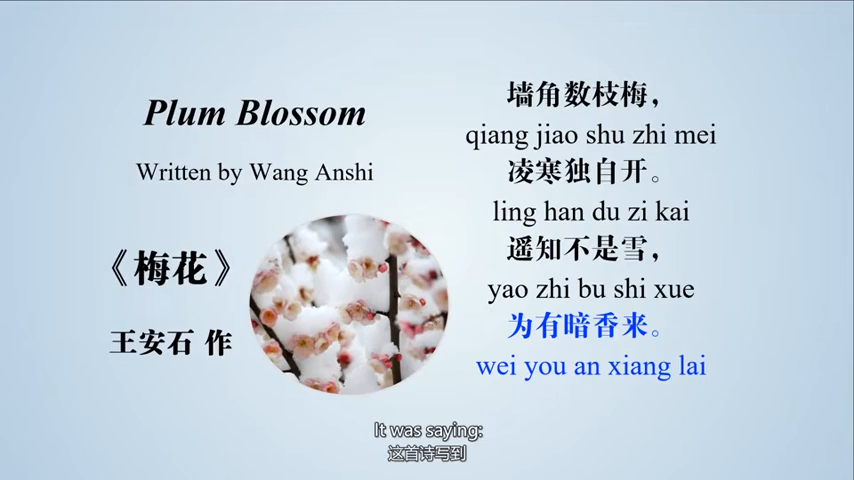 Plum Blossom
Written by Wang Anshi
《梅花》
王安石 作
墙角数枝梅，
qiang jiao shu zhi mei
凌寒独自开。
ling han du zi kai
遥知不是雪，
yao zhi bu shi xue
为有暗香来。
wei you an xiang lai
It was saying:
这首诗写到